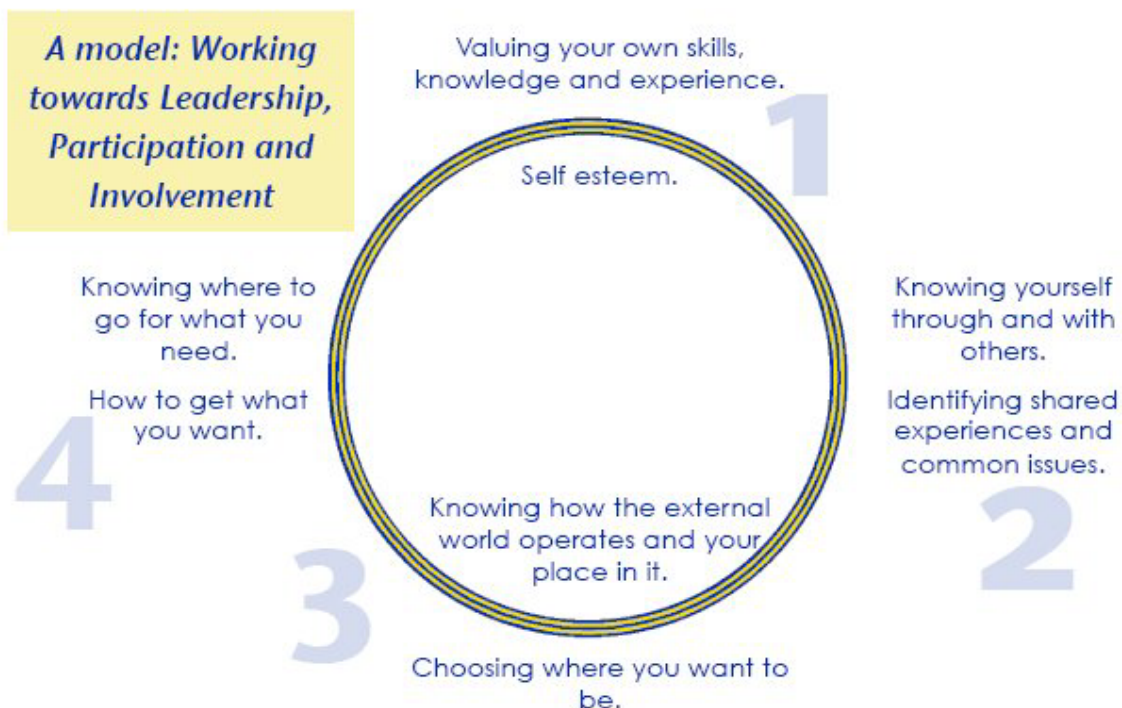 A model: Working
towards Leadership,
Participation and
Involvement
Valuing your own skills,
knowledge and experience.
1
Self esteem.
Knowing yourself
through and with
others.
Identifying shared
experiences and
common issues.
2
Knowing how the external
world operates and your
place in it.
3
Choosing where you want to
be.
Knowing where to
go for what you
need.
How to get what
you want.
4